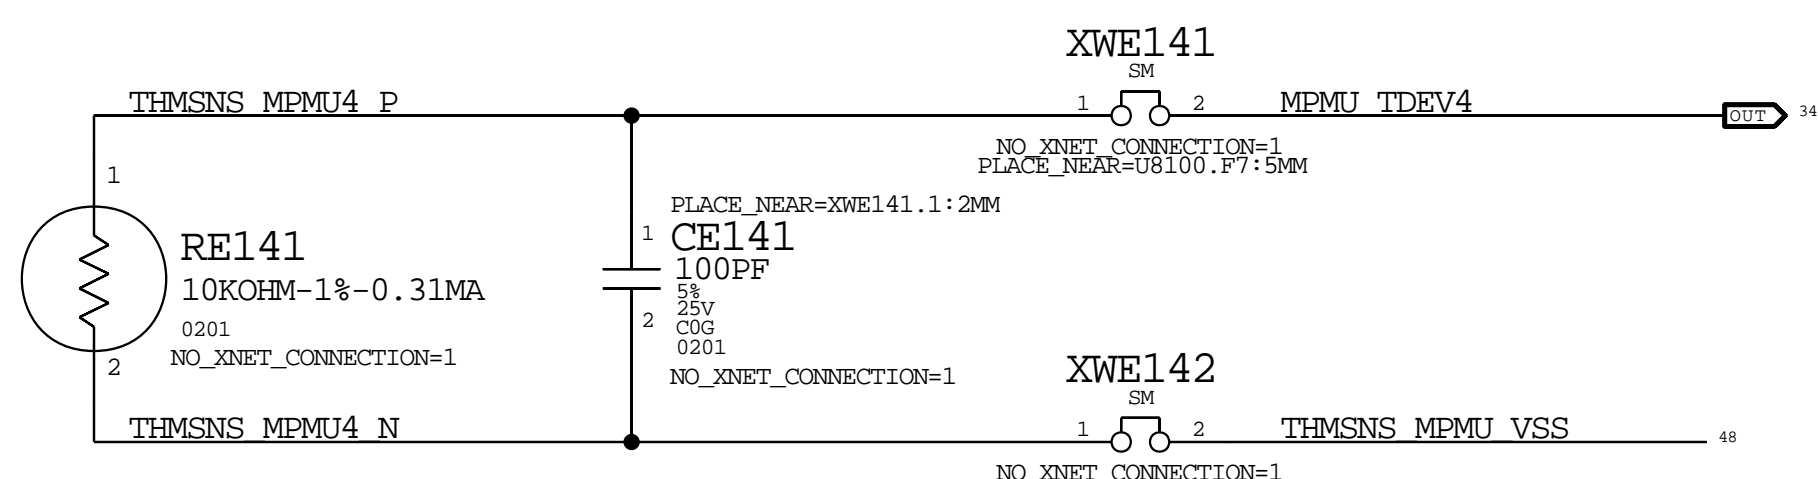 XWE141
SM
THMSNS_MPMU4_P
1
2
MPMU_TDEV4
OUT
34
NO_XNET_CONNECTION=1
PLACE_NEAR=U8100.F7:5MM
1
PLACE_NEAR=XWE141.1:2MM
1
CE141
RE141
100PF
10KOHM-1%-0.31MA
5%
25V
2
C0G
0201
0201
NO_XNET_CONNECTION=1
2
NO_XNET_CONNECTION=1
XWE142
SM
THMSNS_MPMU4_N
1
2
THMSNS_MPMU_VSS
48
NO_XNET_CONNECTION=1